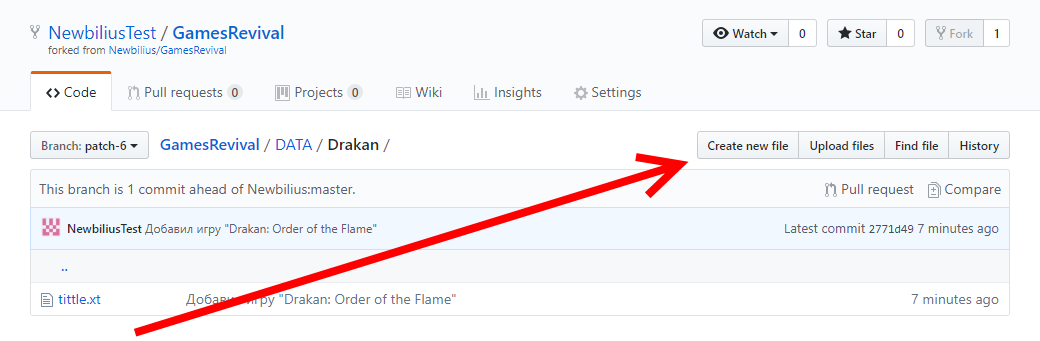 NewbiliusTest / GamesRevival
forked from Newbilius/GamesRevival
Watch 0 Star 0 Fork 1
Code Pull requests 0 Projects 0 Wiki Insights Settings
Branch: patch-6 GamesRevival / DATA / Drakan / Create new file Upload files Find file History
This branch is 1 commit ahead of Newbilius:master. Pull request Compare
NewbiliusTest Добавил игру "Drakan: Order of the Flame" Latest commit 2771d49 7 minutes ago
..
tittle.xt Добавил игру "Drakan: Order of the Flame" 7 minutes ago